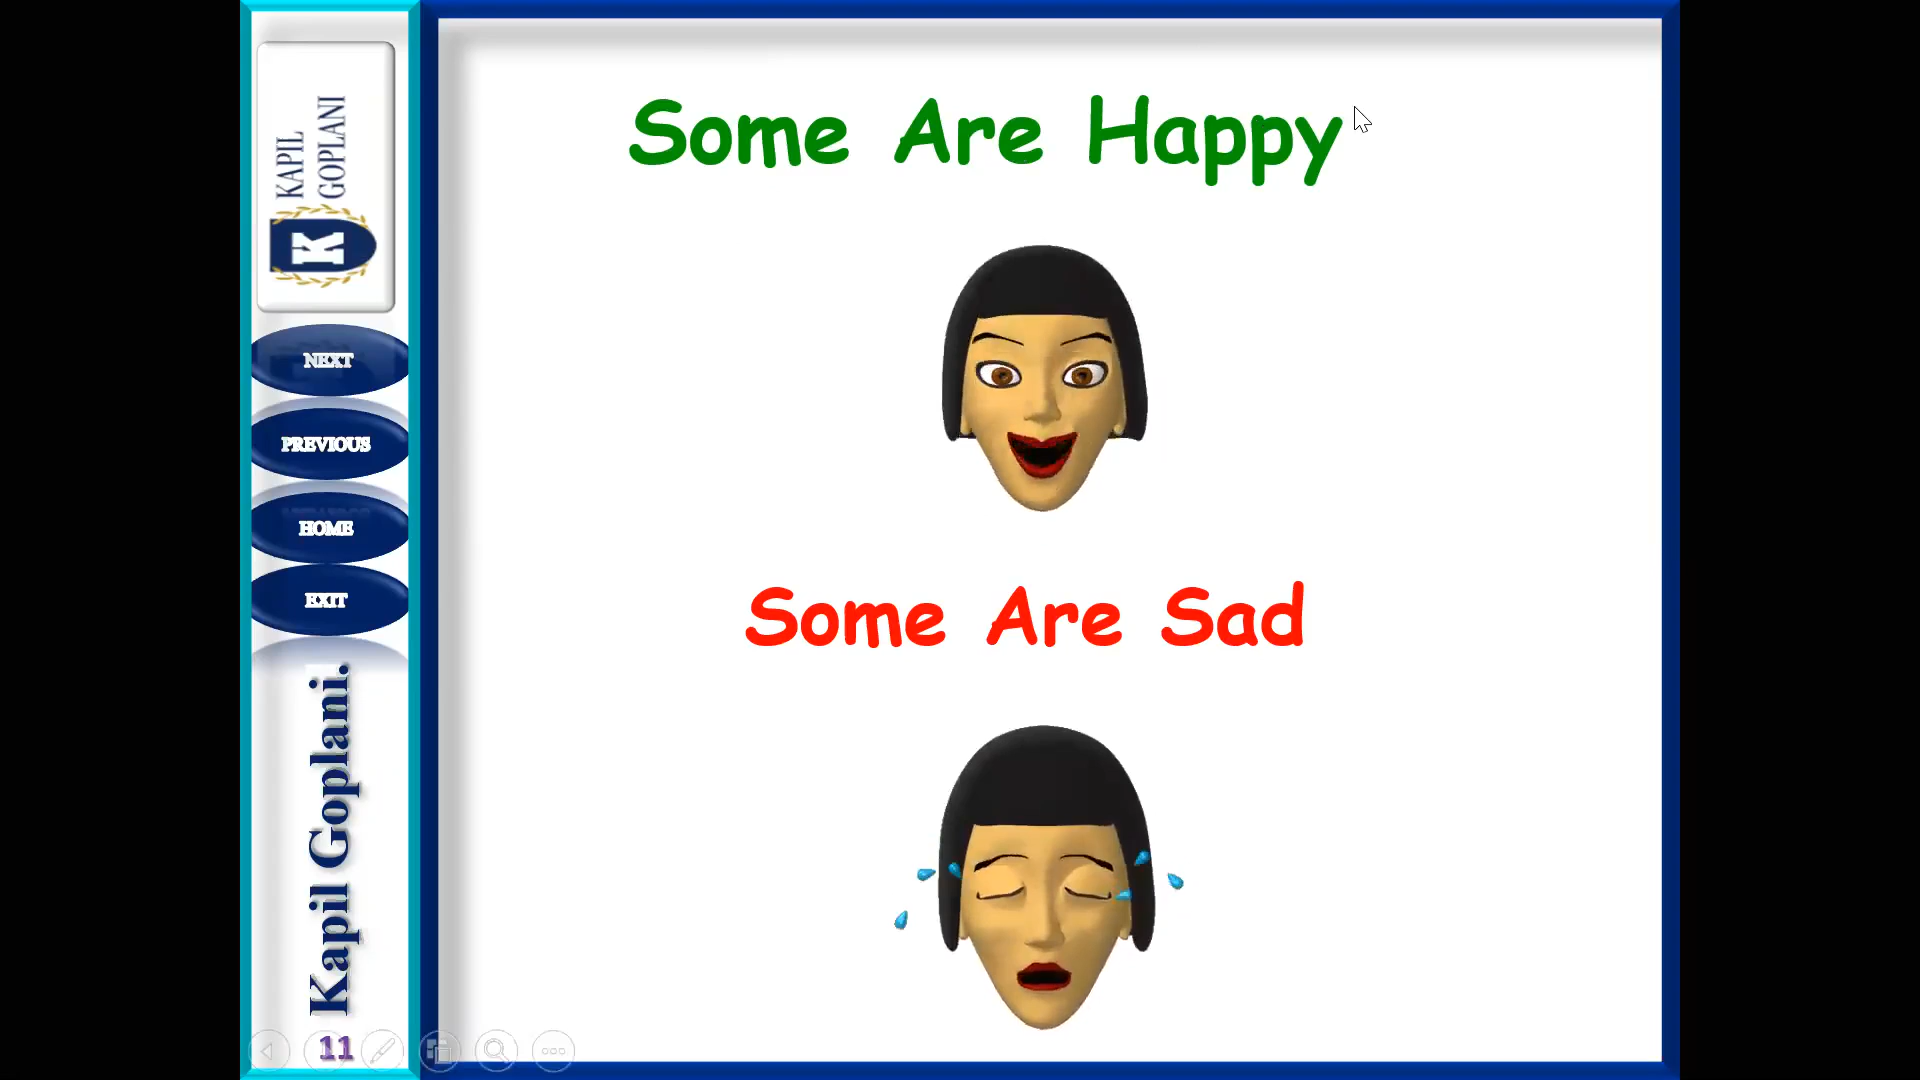 KAPIL
GOPLANI
K
NEXT
PREVIOUS
HOME
EXIT
Kapil Goplani.
11
Some Are Happy
Some Are Sad